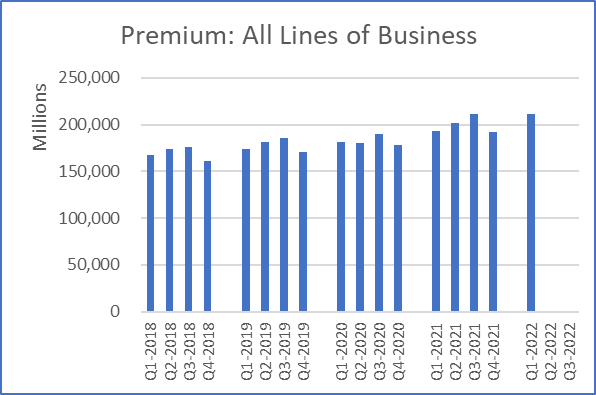 Premium: All Lines of Business
Millions
250,000
200,000
150,000
100,000
50,000
0
Q1-2018
Q2-2018
Q3-2018
Q4-2018
Q1-2019
Q2-2019
Q3-2019
Q4-2019
Q1-2020
Q2-2020
Q3-2020
Q4-2020
Q1-2021
Q2-2021
Q3-2021
Q4-2021
Q1-2022
Q2-2022
Q3-2022